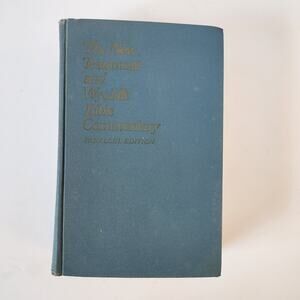 The New
Testament
and
Wycliffe
Bible
Commentary
EDITION